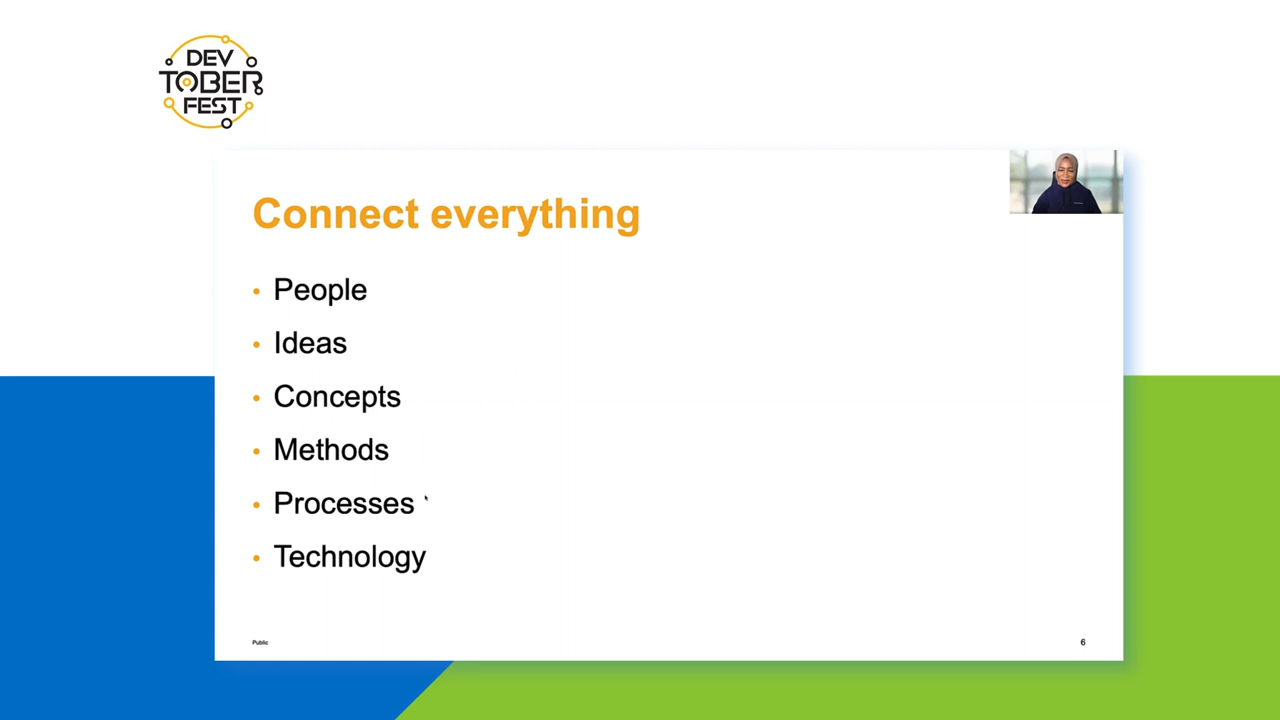 DEV
TOBER
FEST
Connect everything
• People
• Ideas
• Concepts
• Methods
• Processes
• Technology
Public
6